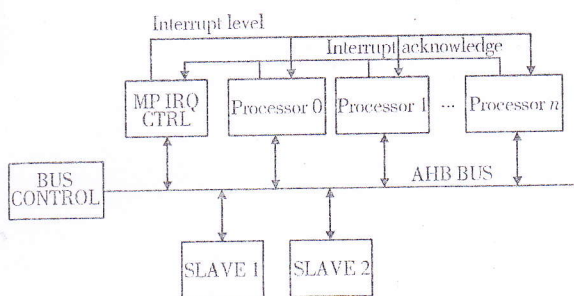 Interrupt level
Interrupt acknowledge
MP IRQ
CTRL
Processor 0
Processor 1
...
Processor n
BUS
CONTROL
AHB BUS
SLAVE 1
SLAVE 2